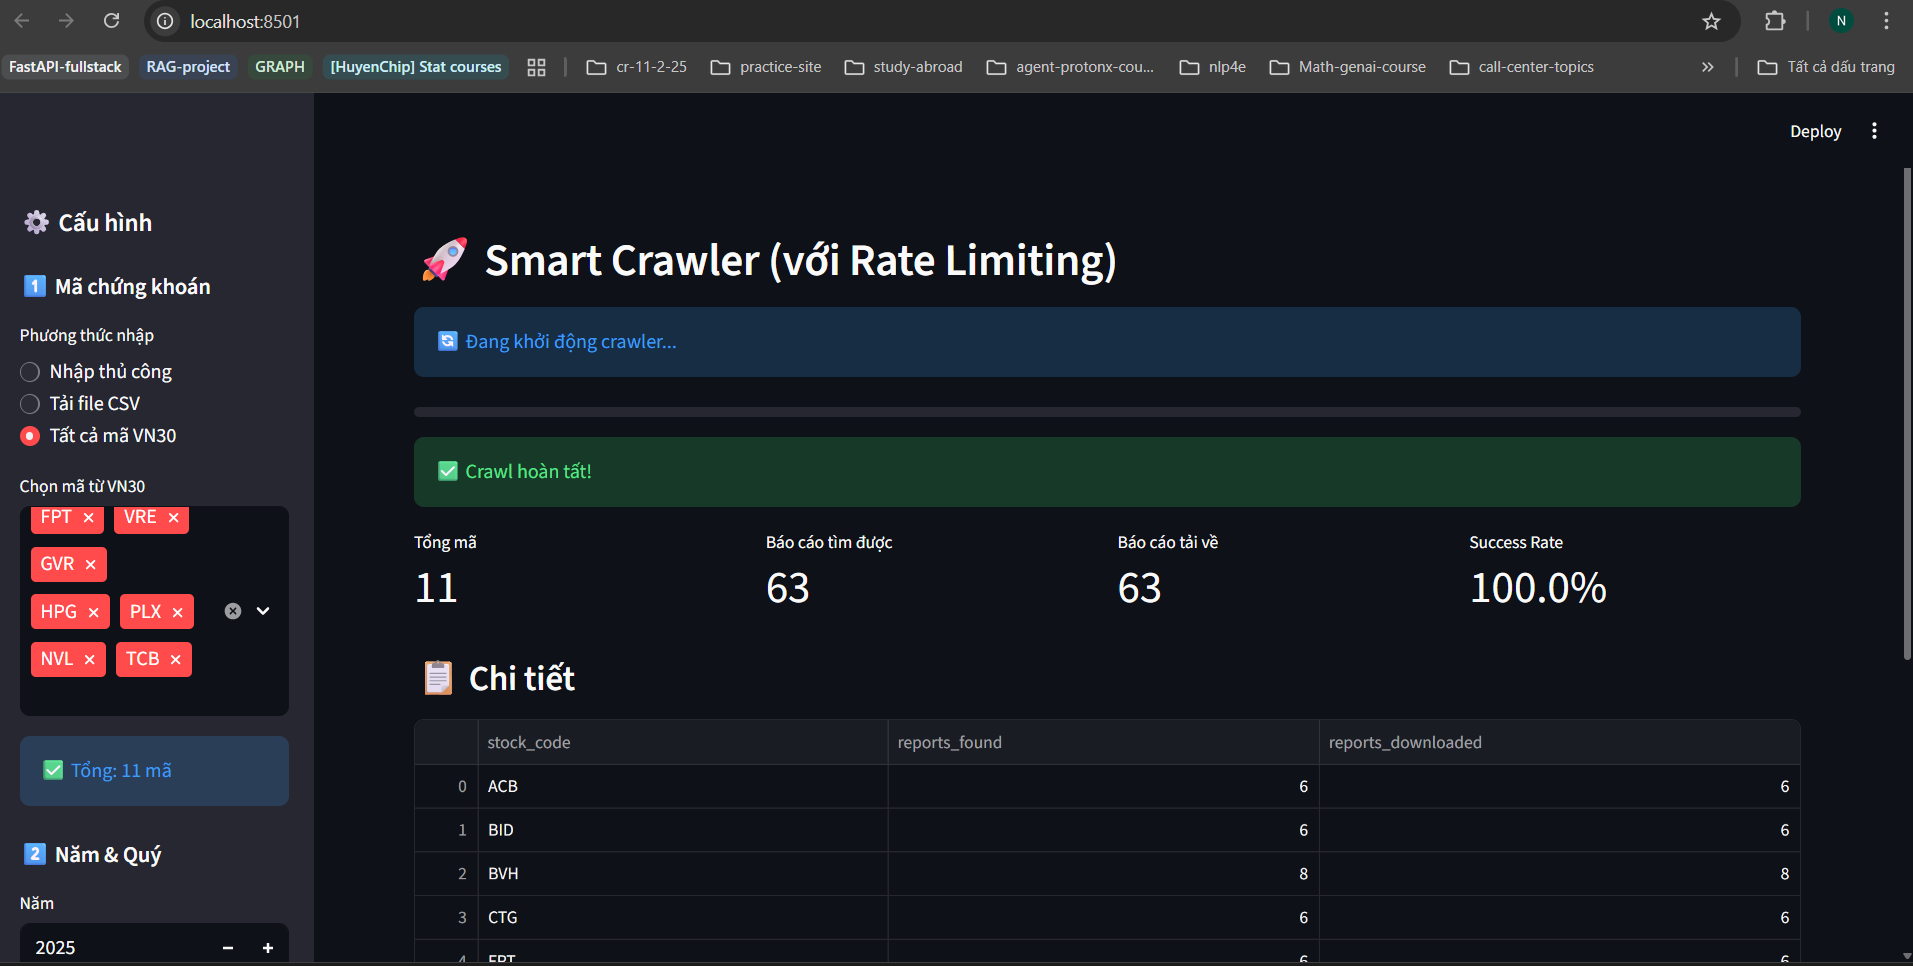 localhost:8501
N
FastAPI-fullstack RAG-project GRAPH [HuyenChip] Stat courses cr-11-2-25 practice-site study-abroad agent-protonx-cou... nlp4e Math-genai-course call-center-topics » Tất cả dấu trang
Deploy
Cấu hình
1 Mã chứng khoán
Phương thức nhập
Nhập thủ công
Tải file CSV
Tất cả mã VN30
Chọn mã từ VN30
FPT × VRE ×
GVR ×
HPG × PLX ×
NVL × TCB ×
Tổng: 11 mã
2 Năm & Quý
Năm
2025 − +
Smart Crawler (với Rate Limiting)
Đang khởi động crawler...
Crawl hoàn tất!
Tổng mã Báo cáo tìm được Báo cáo tải về Success Rate
11 63 63 100.0%
Chi tiết
stock_code reports_found reports_downloaded
0 ACB 6 6
1 BID 6 6
2 BVH 8 8
3 CTG 6 6
4 FPT 6 6